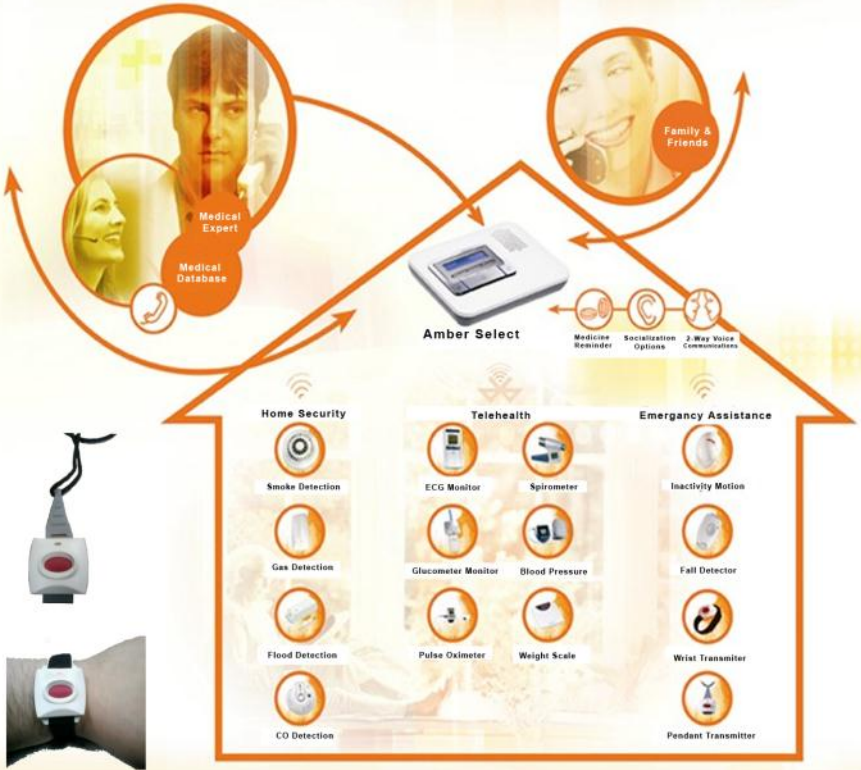 Family &
Friends
Medical
Expert
Medical
Database
Amber Select
Medicine
Reminder
Socialization
Options
2-Way Voice
Communications
Home Security
Telehealth
Emergancy Assistance
Smoke Detection
ECG Monitor
Spirometer
Inactivity Motion
Gas Detection
Glucometer Monitor
Blood Pressure
Fall Detector
Flood Detection
Pulse Oximeter
Weight Scale
Wrist Transmiter
CO Detection
Pendant Transmitter